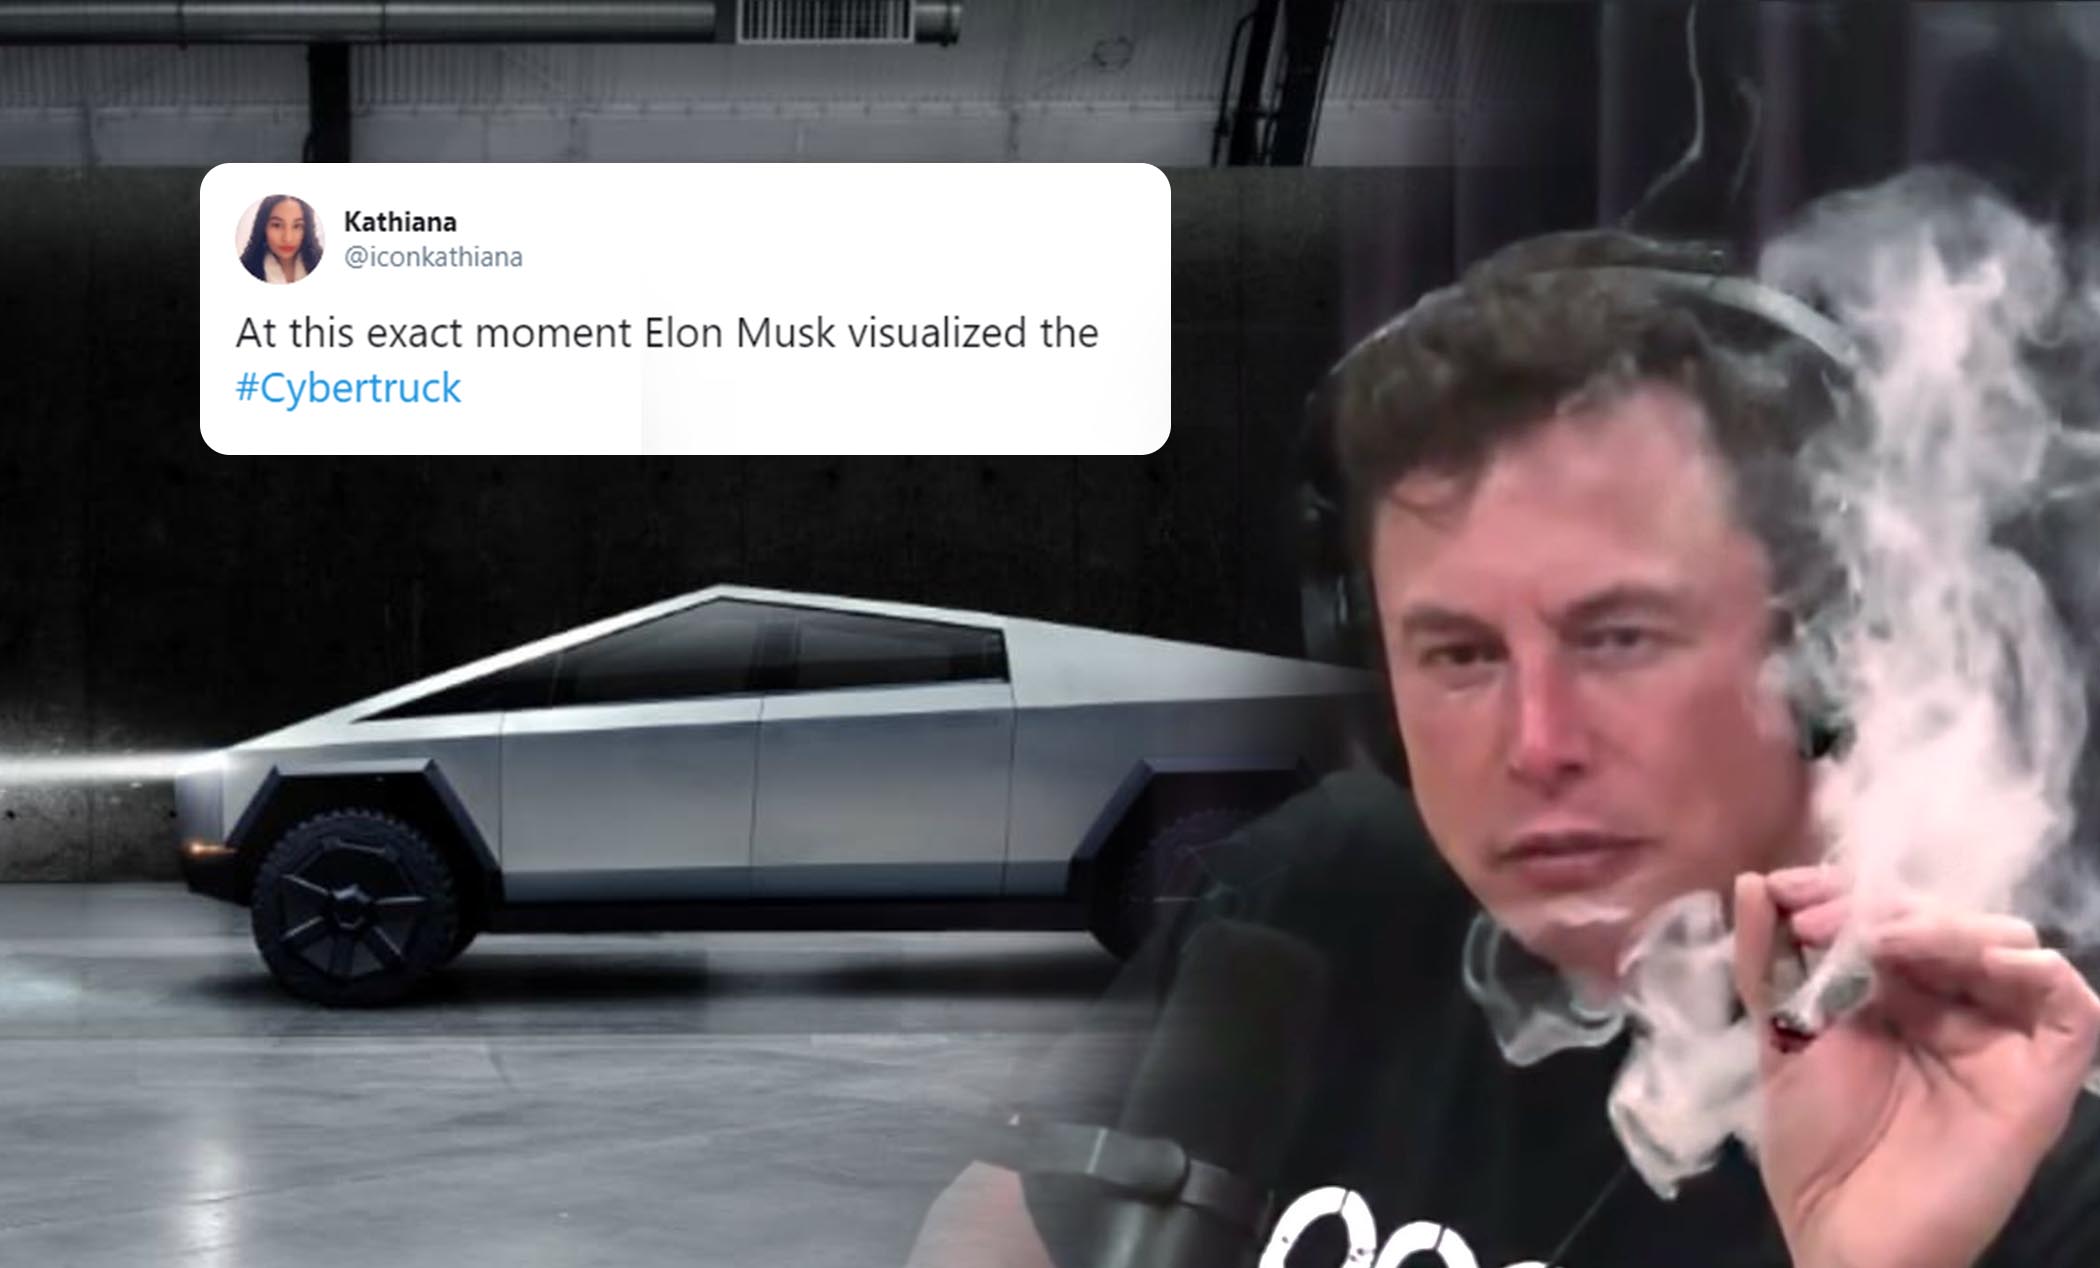 Kathiana
@iconkathiana
At this exact moment Elon Musk visualized the
#Cybertruck